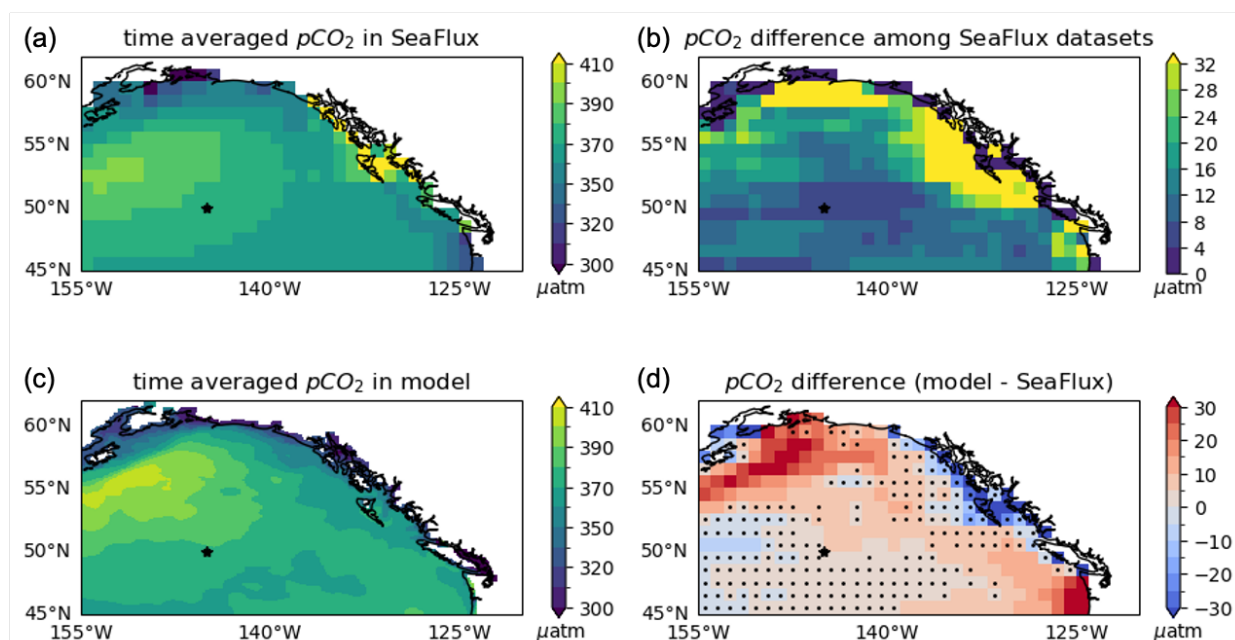 (a)
time averaged pCO₂ in SeaFlux
60°N
55°N
50°N
45°N
155°W
140°W
125°W
410
390
370
350
320
300
μatm
(b)
pCO₂ difference among SeaFlux datasets
60°N
55°N
50°N
45°N
155°W
140°W
125°W
32
28
24
20
16
12
8
4
0
μatm
(c)
time averaged pCO₂ in model
60°N
55°N
50°N
45°N
155°W
140°W
125°W
410
390
370
350
320
300
μatm
(d)
pCO₂ difference (model - SeaFlux)
60°N
55°N
50°N
45°N
155°W
140°W
125°W
30
20
10
0
−10
−20
−30
μatm